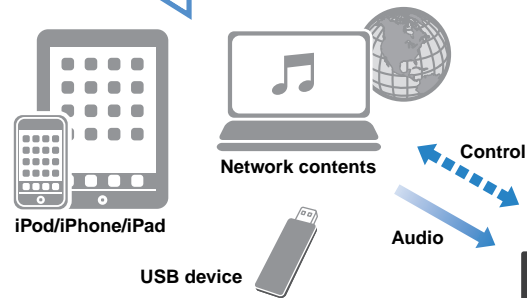 Network contents
Control
iPod/iPhone/iPad
Audio
USB device